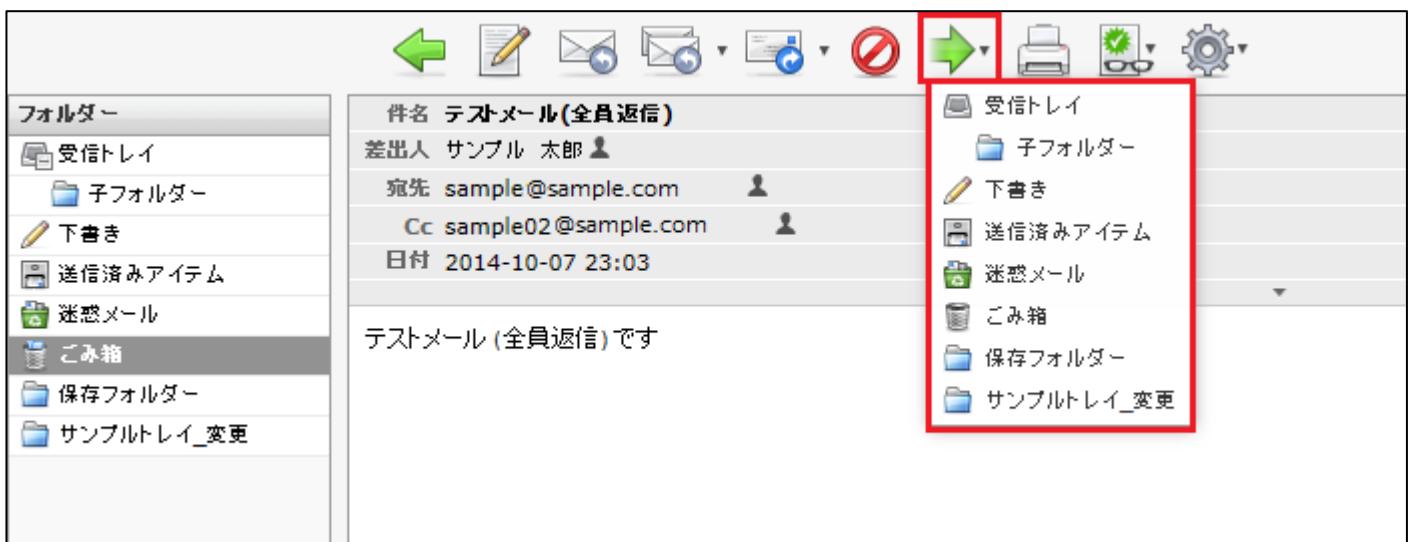 フォルダー
受信トレイ
子フォルダー
下書き
送信済みアイテム
迷惑メール
ごみ箱
保存フォルダー
サンプルトレイ_変更
件名 テストメール(全員返信)
差出人 サンプル 太郎
宛先 sample@sample.com
Cc sample02@sample.com
日付 2014-10-07 23:03
テストメール(全員返信)です
受信トレイ
子フォルダー
下書き
送信済みアイテム
迷惑メール
ごみ箱
保存フォルダー
サンプルトレイ_変更